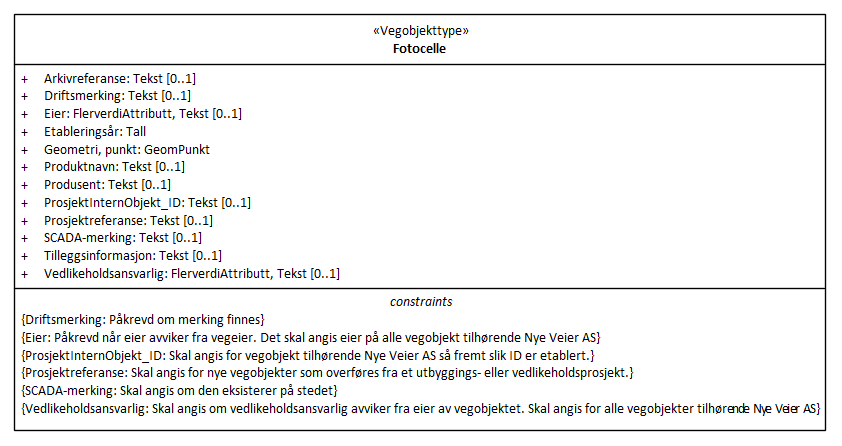 «Vegobjekttype»
Fotocelle
+ Arkivreferanse: Tekst [0..1]
+ Driftsmerking: Tekst [0..1]
+ Eier: FlerverdiAttributt, Tekst [0..1]
+ Etableringsår: Tall
+ Geometri, punkt: GeomPunkt
+ Produktnavn: Tekst [0..1]
+ Produsent: Tekst [0..1]
+ ProsjektInternObjekt_ID: Tekst [0..1]
+ Prosjektreferanse: Tekst [0..1]
+ SCADA-merking: Tekst [0..1]
+ Tilleggsinformasjon: Tekst [0..1]
+ Vedlikeholdsansvarlig: FlerverdiAttributt, Tekst [0..1]
constraints
{Driftsmerking: Påkrevd om merking finnes}
{Eier: Påkrevd når eier avviker fra vegeier. Det skal angis eier på alle vegobjekt tilhørende Nye Veier AS}
{ProsjektInternObjekt_ID: Skal angis for vegobjekt tilhørende Nye Veier AS så fremt slik ID er etablert.}
{Prosjektreferanse: Skal angis for nye vegobjekter som overføres fra et utbyggings- eller vedlikeholdsprosjekt.}
{SCADA-merking: Skal angis om den eksisterer på stedet}
{Vedlikeholdsansvarlig: Skal angis om vedlikeholdsansvarlig avviker fra eier av vegobjektet. Skal angis for alle vegobjekter tilhørende Nye Veier AS}